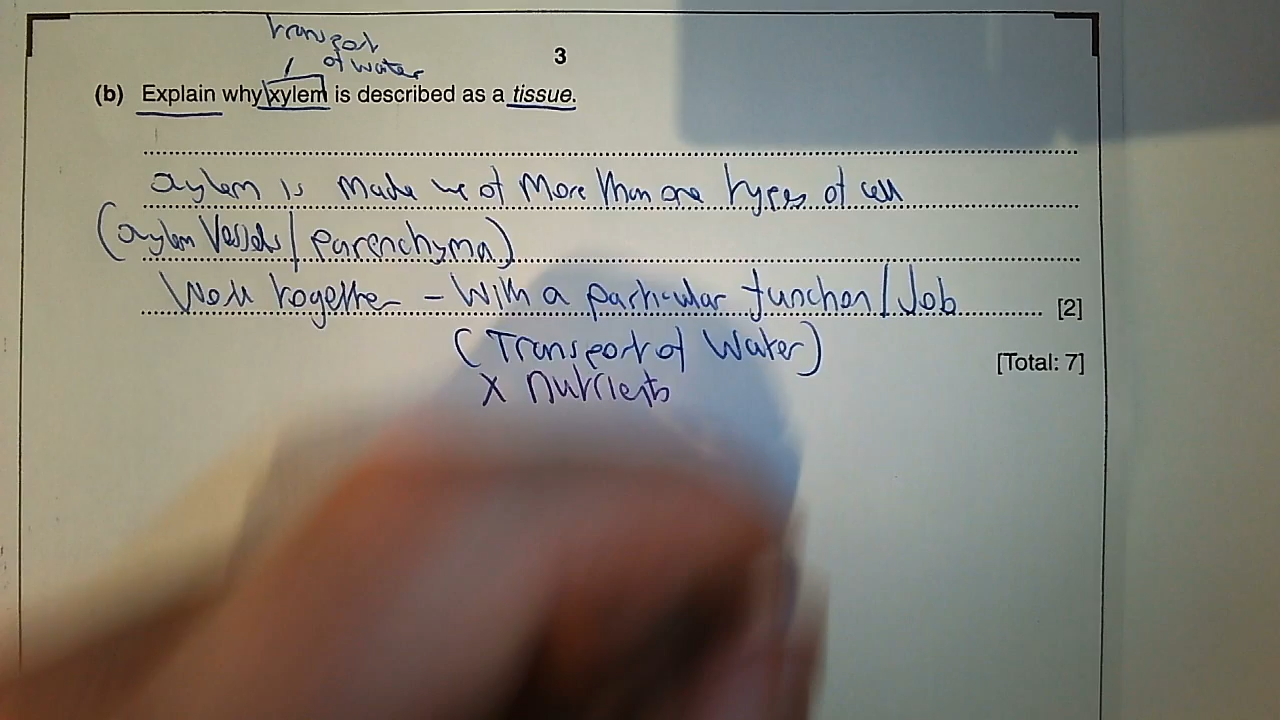 Transport
of water
3
(b) Explain why xylem is described as a tissue.
xylem is made up of more than one types of cell
(xylem vessels / parenchyma)
Work together - with a particular function / Job [2]
(Transport of water) [Total: 7]
X nutrients